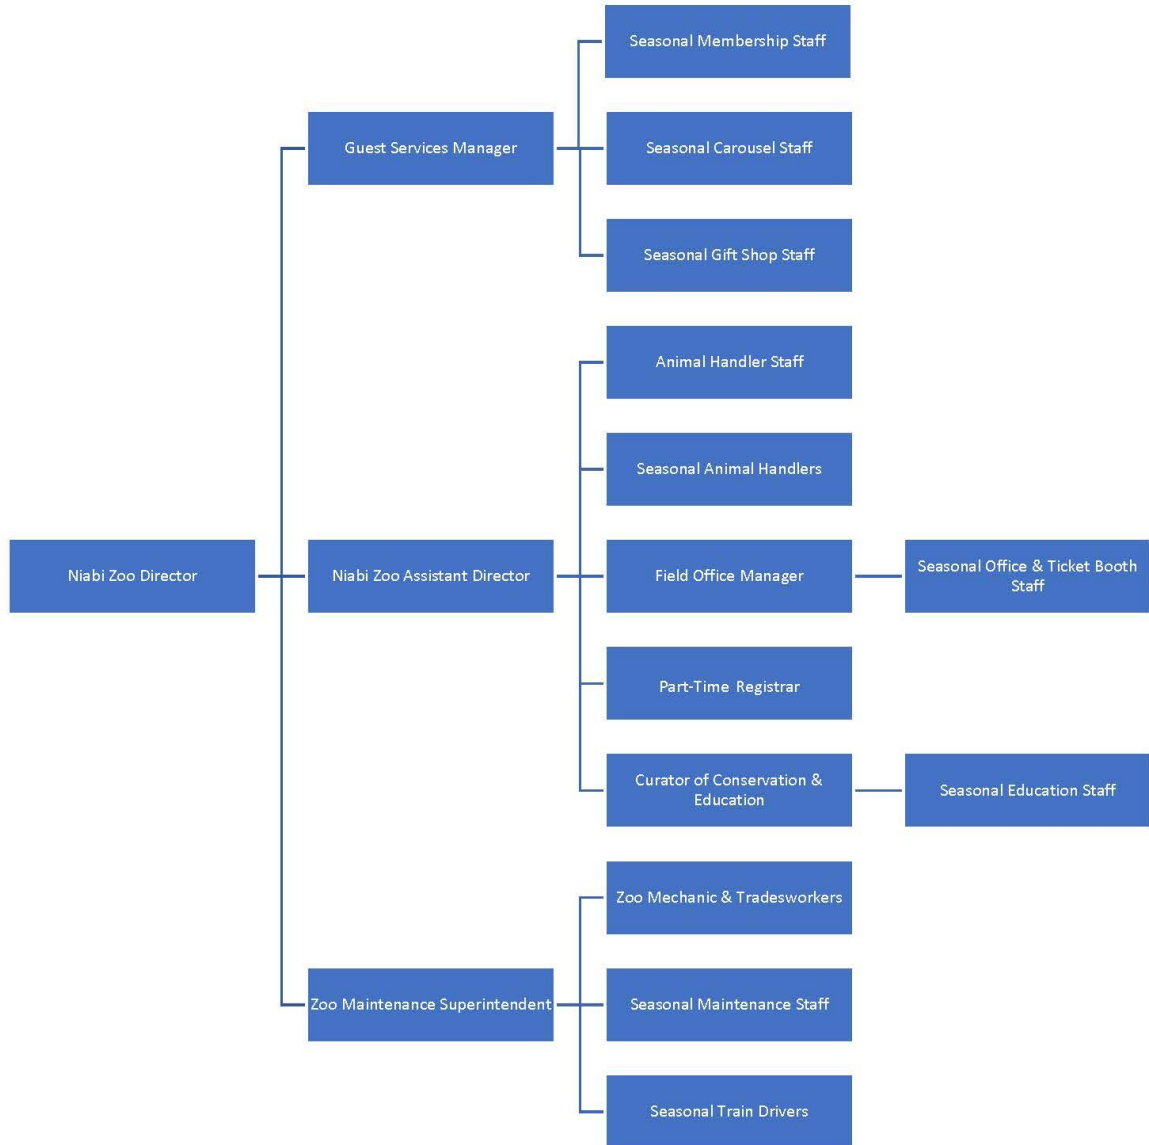 Seasonal Membership Staff
Guest Services Manager
Seasonal Carousel Staff
Seasonal Gift Shop Staff
Animal Handler Staff
Seasonal Animal Handlers
Niabi Zoo Director
Niabi Zoo Assistant Director
Field Office Manager
Seasonal Office & Ticket Booth
Staff
Part-Time Registrar
Curator of Conservation &
Education
Seasonal Education Staff
Zoo Mechanic & Tradesworkers
Zoo Maintenance Superintendent
Seasonal Maintenance Staff
Seasonal Train Drivers